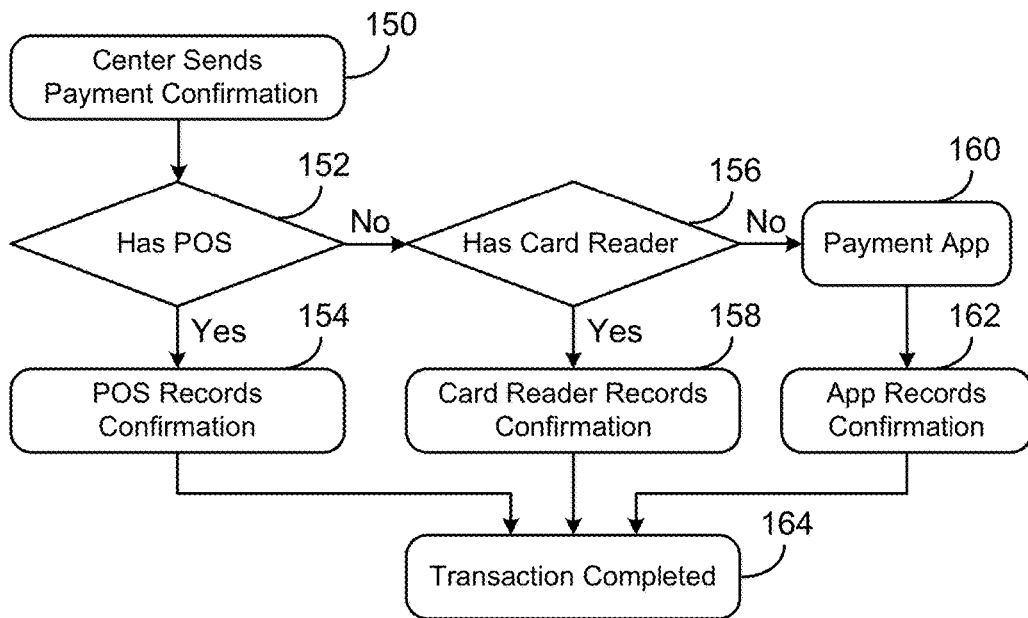 150
Center Sends
Payment Confirmation
152
156
160
Has POS
No
Has Card Reader
No
Payment App
Yes
154
Yes
158
162
POS Records
Confirmation
Card Reader Records
Confirmation
App Records
Confirmation
164
Transaction Completed